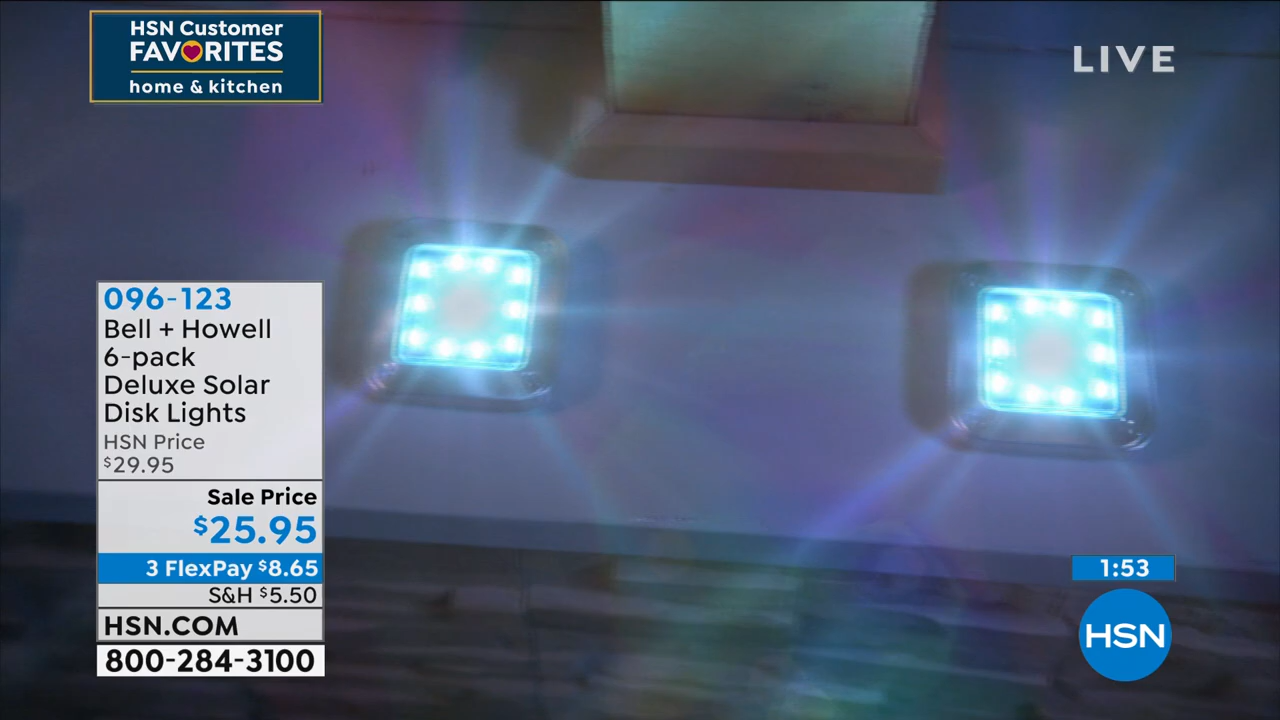 HSN Customer
FAVORITES
home & kitchen
LIVE
096-123
Bell + Howell
6-pack
Deluxe Solar
Disk Lights
HSN Price
$29.95
Sale Price
$25.95
3 FlexPay $8.65
S&H $5.50
HSN.COM
800-284-3100
1:53
HSN